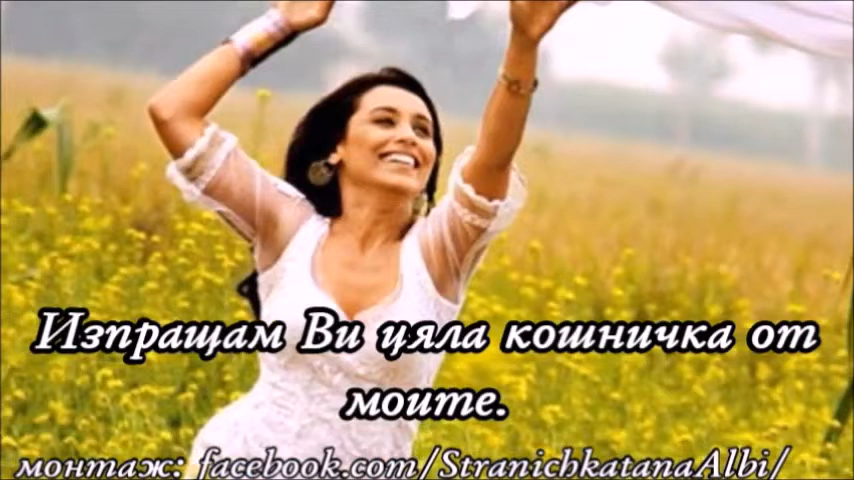 Изпращам Ви цяла кошничка от
моите.
монтаж: facebook.com/StranichkatanaAlbi/